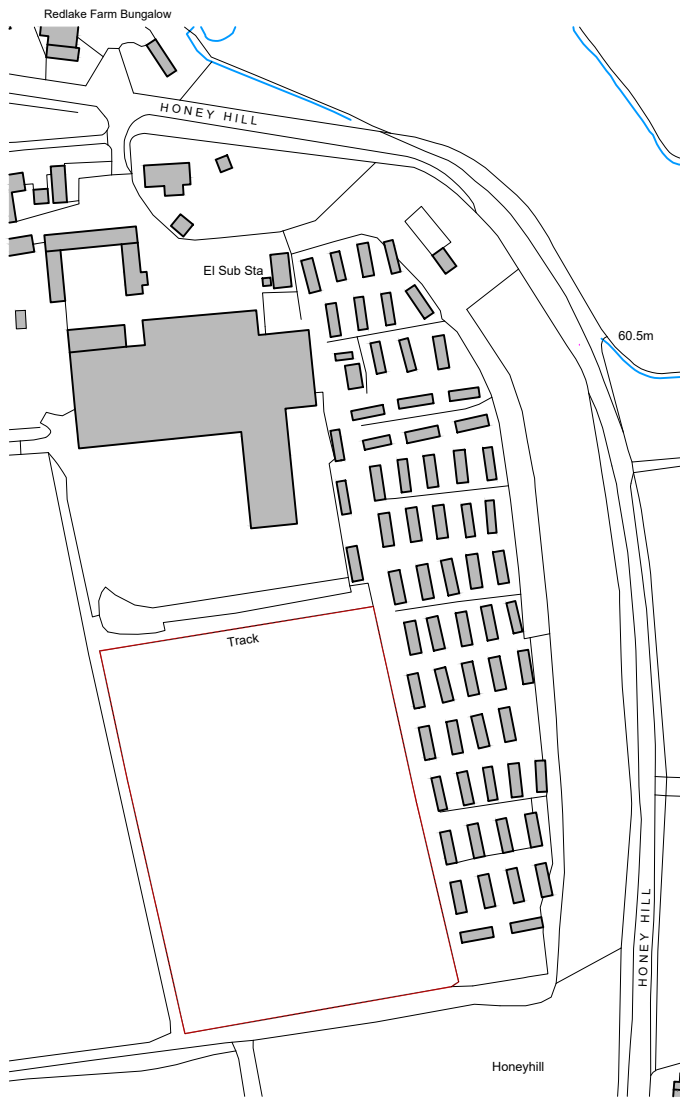 Redlake Farm Bungalow
HONEY HILL
El Sub Sta
60.5m
Track
HONEY HILL
Honeyhill